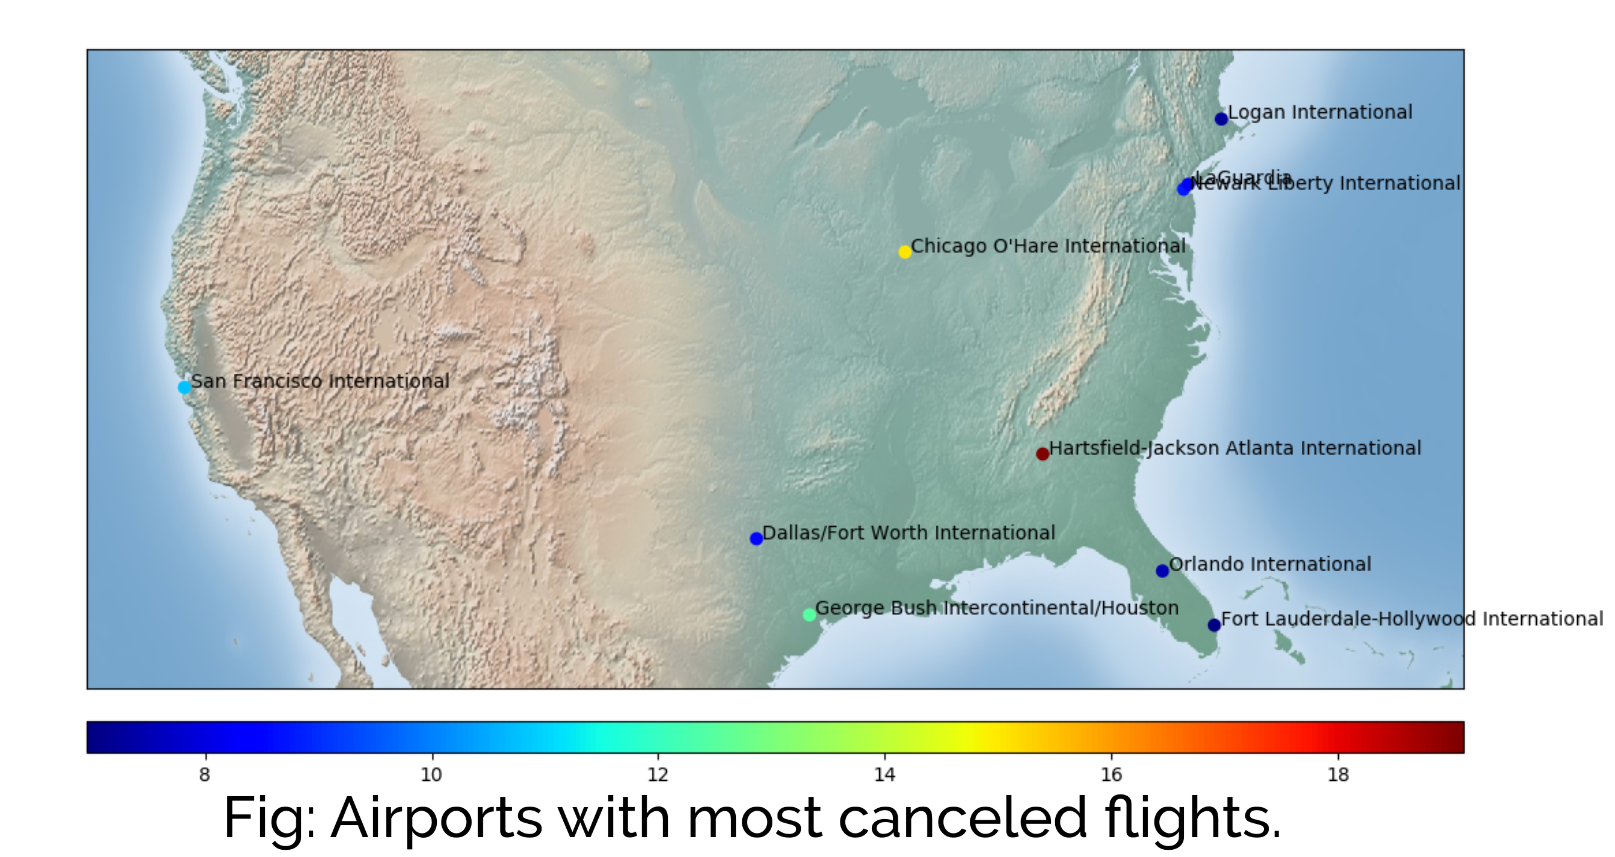 Logan International
LaGuardia
Newark Liberty International
Chicago O'Hare International
San Francisco International
Hartsfield-Jackson Atlanta International
Dallas/Fort Worth International
Orlando International
George Bush Intercontinental/Houston
Fort Lauderdale-Hollywood International
8 10 12 14 16 18
Fig: Airports with most canceled flights.